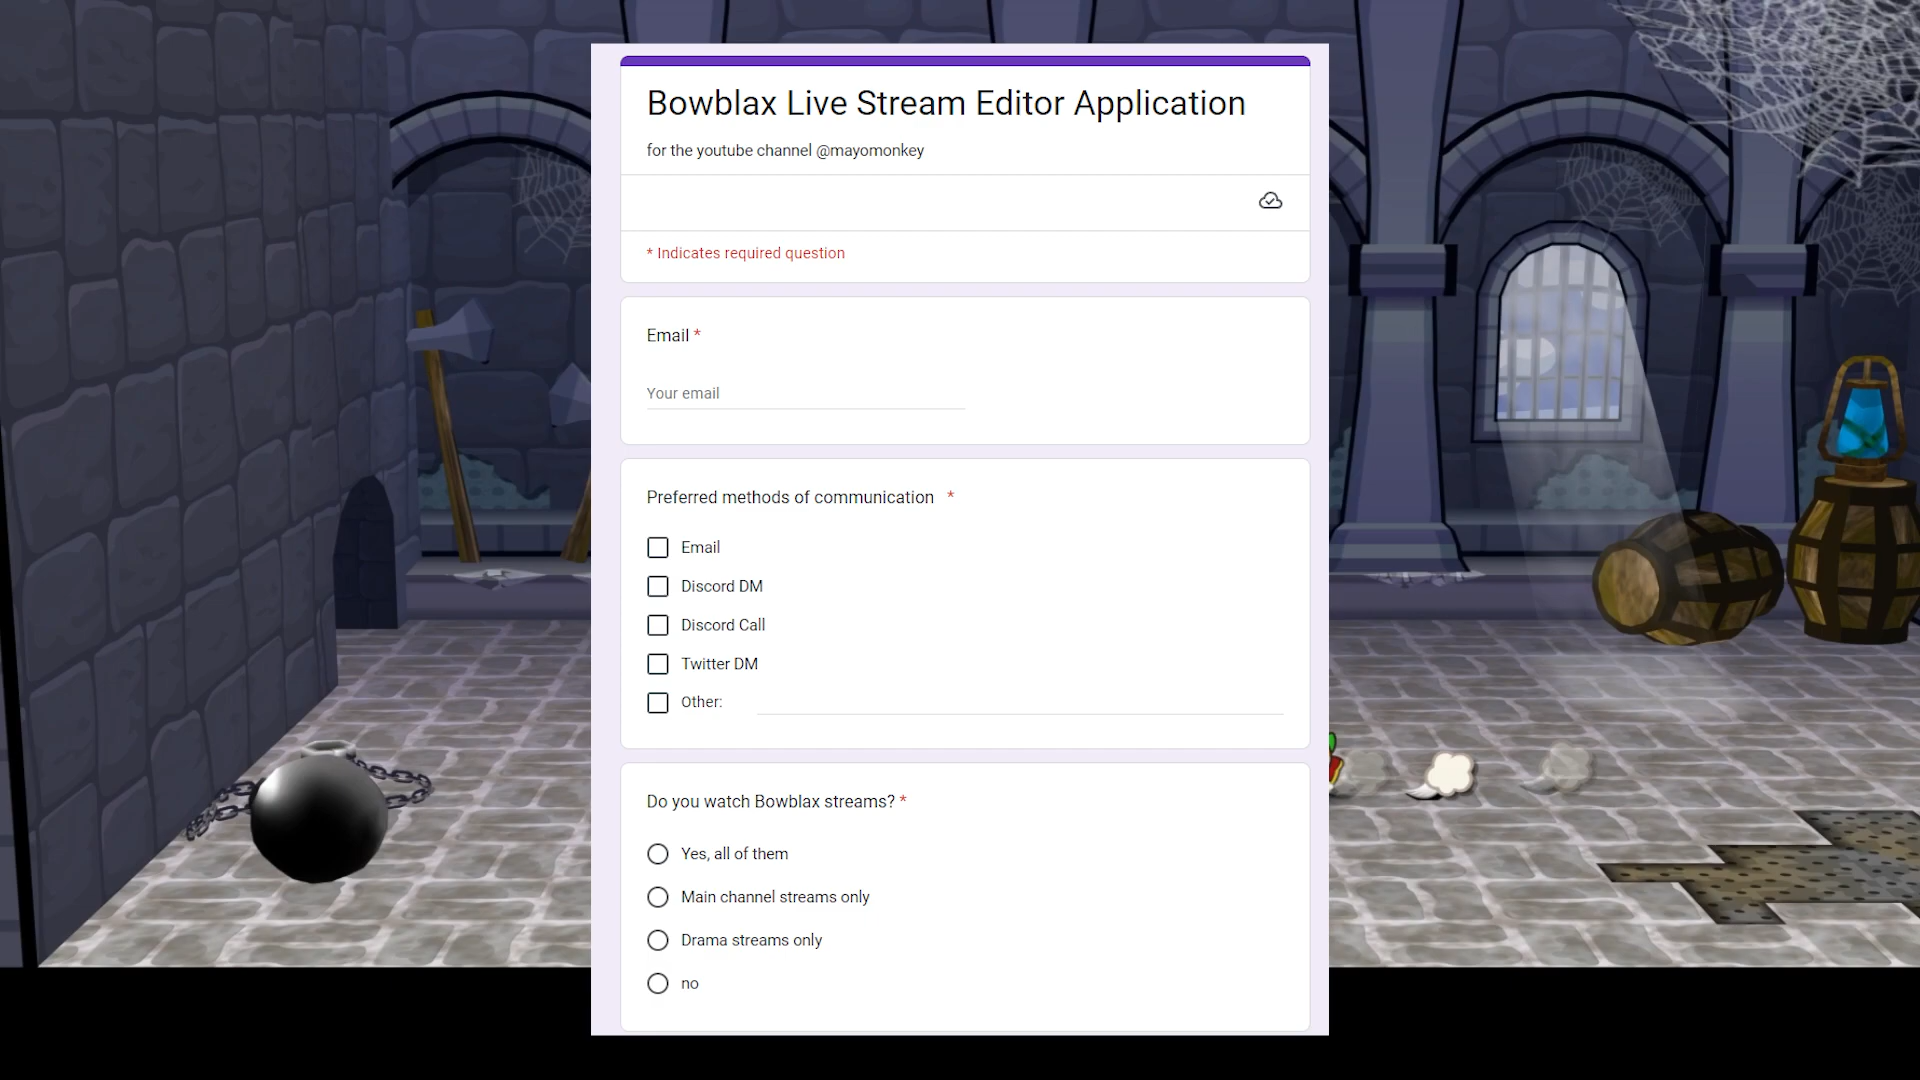 Bowblax Live Stream Editor Application
for the youtube channel @mayomonkey
* Indicates required question
Email *
Your email
Preferred methods of communication *
Email
Discord DM
Discord Call
Twitter DM
Other:
Do you watch Bowblax streams? *
Yes, all of them
Main channel streams only
Drama streams only
no